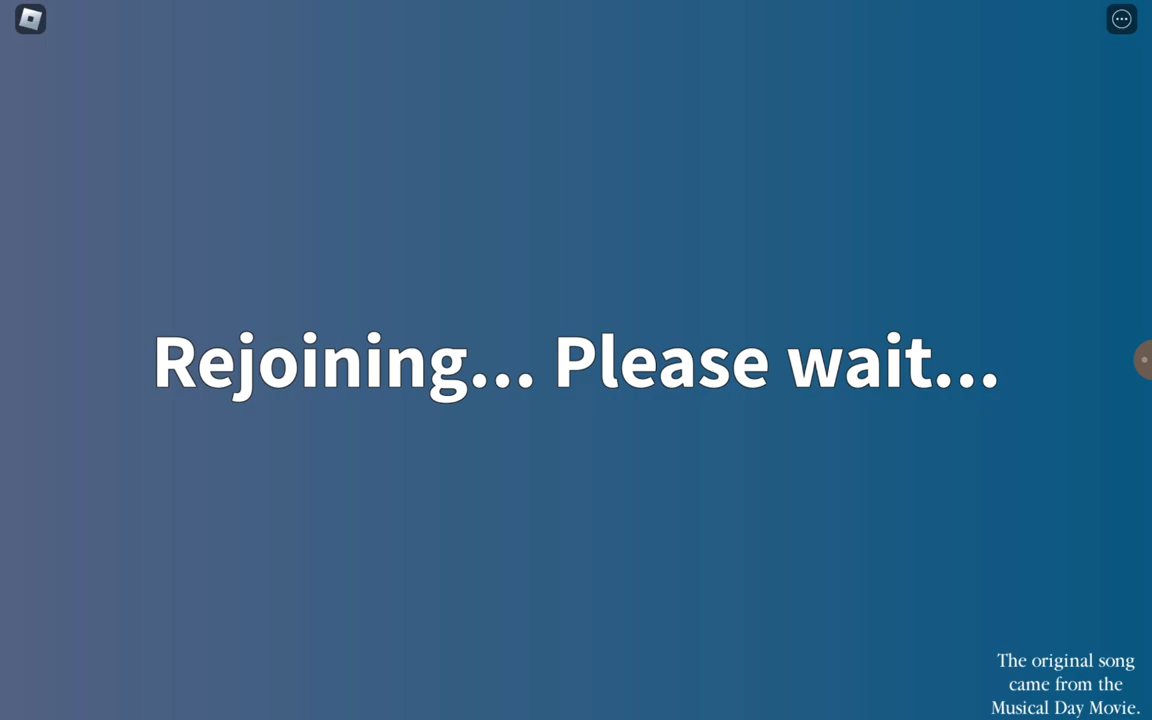 Rejoining... Please wait...
The original song
came from the
Musical Day Movie.